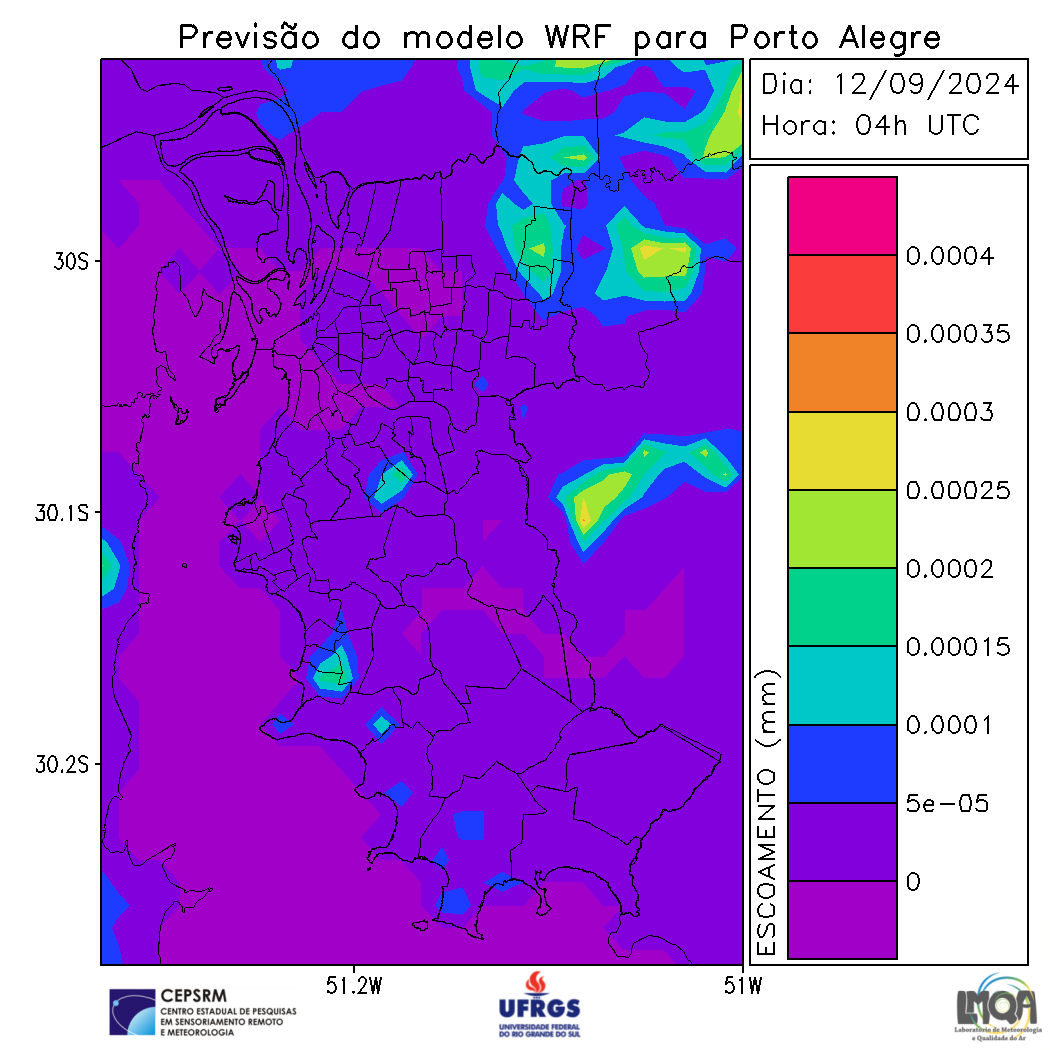 Previsão do modelo WRF para Porto Alegre
Dia: 12/09/2024
Hora: 04h UTC
30S
30.1S
30.2S
51.2W
51W
0.0004
0.00035
0.0003
0.00025
0.0002
0.00015
0.0001
5e-05
0
ESCOAMENTO (mm)
CEPSRM
CENTRO ESTADUAL DE PESQUISAS
EM SENSORIAMENTO REMOTO
E METEOROLOGIA
UFRGS
UNIVERSIDADE FEDERAL
DO RIO GRANDE DO SUL
LMQA
Laboratório de Meteorologia
e Qualidade do Ar